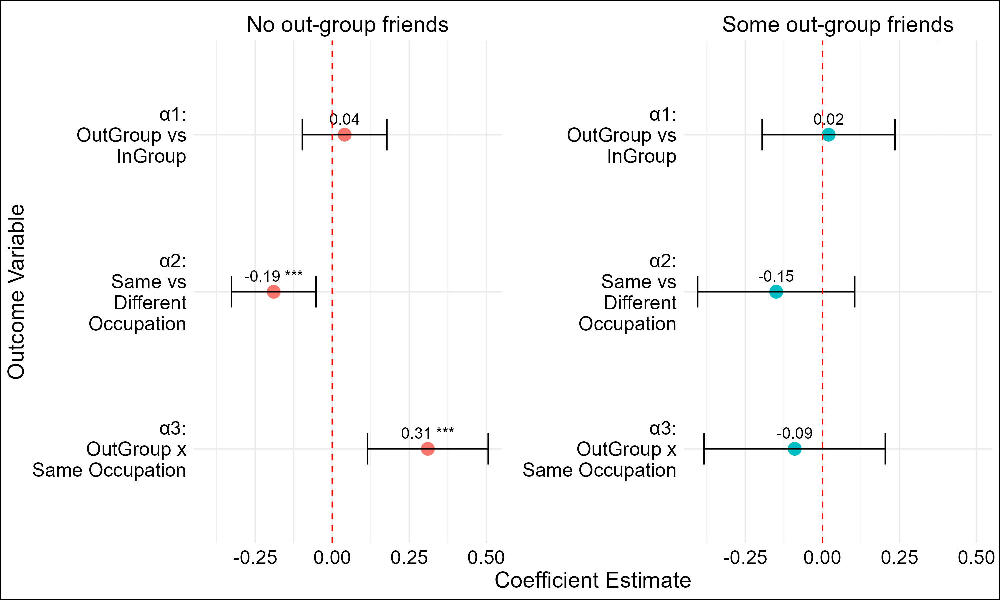 No out-group friends
Some out-group friends
Outcome Variable
α1:
OutGroup vs
InGroup
0.04
α2:
Same vs
Different
Occupation
-0.19 ***
α3:
OutGroup x
Same Occupation
0.31 ***
-0.25 0.00 0.25 0.50
α1:
OutGroup vs
InGroup
0.02
α2:
Same vs
Different
Occupation
-0.15
α3:
OutGroup x
Same Occupation
-0.09
-0.25 0.00 0.25 0.50
Coefficient Estimate